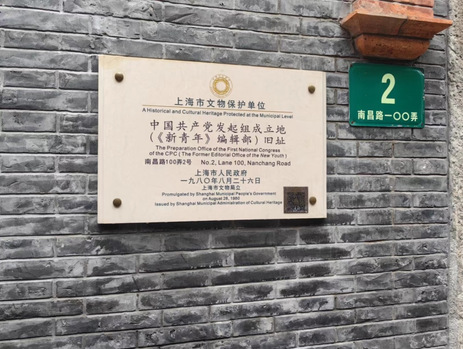 上海市文物保护单位
A Historical and Cultural Heritage Protected at the Municipal Level
中国共产党发起组成立地
(《新青年》编辑部)旧址
The Preparation Office of the First National Congress
of the CPC ( The Former Editorial Office of the New Youth )
南昌路100弄2号 No.2, Lane 100, Nanchang Road
上海市人民政府
一九八〇年八月二十六日
上海市文物局立
Promulgated by Shanghai Municipal People's Government
on August 26, 1980
Issued by Shanghai Municipal Administration of Cultural Heritage
2
南昌路一〇〇弄